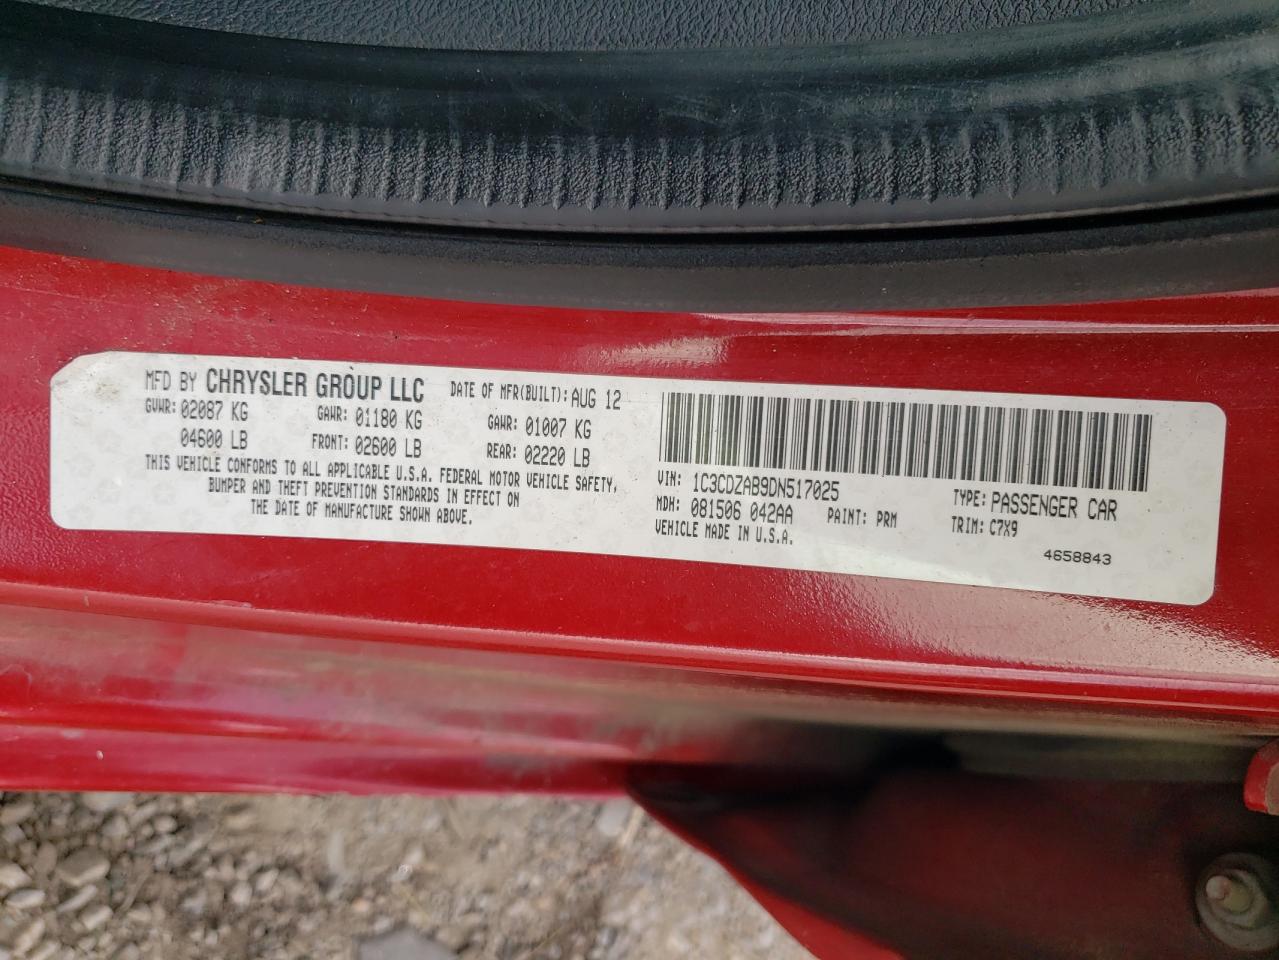 MFD BY CHRYSLER GROUP LLC DATE OF MFR(BUILT): AUG 12
GVWR: 02087 KG GAWR: 01180 KG GAWR: 01007 KG
04600 LB FRONT: 02600 LB REAR: 02220 LB
THIS VEHICLE CONFORMS TO ALL APPLICABLE U.S.A. FEDERAL MOTOR VEHICLE SAFETY,
BUMPER AND THEFT PREVENTION STANDARDS IN EFFECT ON
THE DATE OF MANUFACTURE SHOWN ABOVE.
VIN: 1C3CDZAB9DN517025 TYPE: PASSENGER CAR
MDH: 081506 042AA PAINT: PRM TRIM: C7X9
VEHICLE MADE IN U.S.A.
4658843